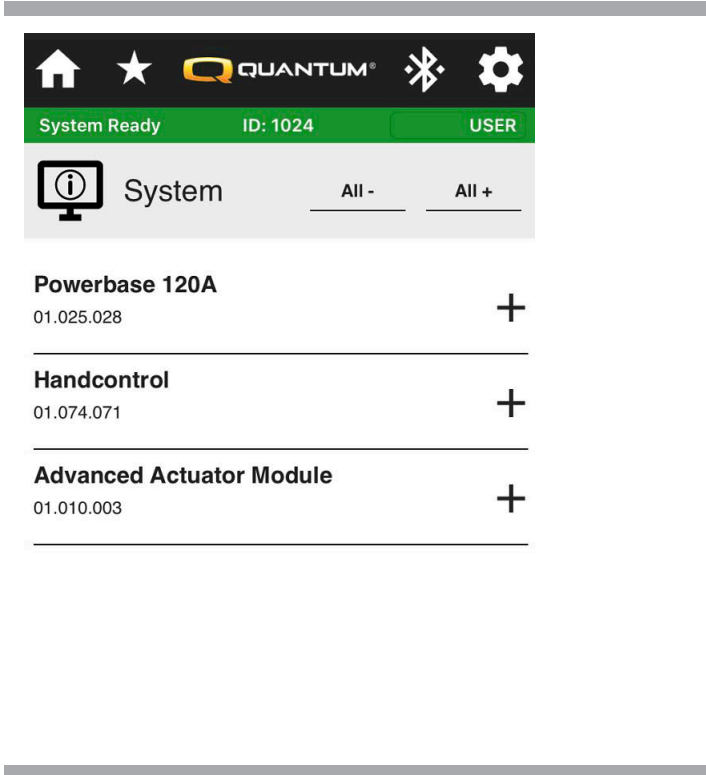 QUANTUM®
System Ready ID: 1024 USER
System All - All +
Powerbase 120A
01.025.028
Handcontrol
01.074.071
Advanced Actuator Module
01.010.003